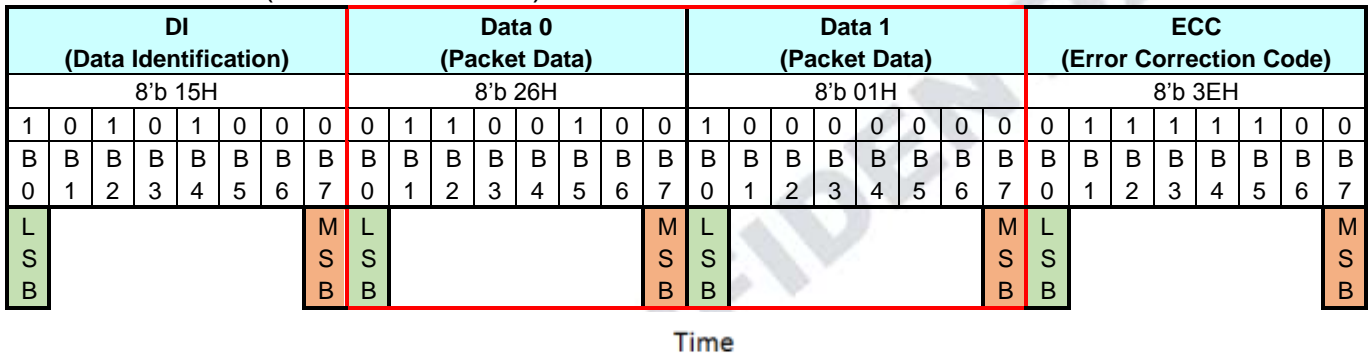 DI Data 0 Data 1 ECC
(Data Identification) (Packet Data) (Packet Data) (Error Correction Code)
8’b 15H 8’b 26H 8’b 01H 8’b 3EH
1 0 1 0 1 0 0 0 0 1 1 0 0 1 0 0 1 0 0 0 0 0 0 0 0 1 1 1 1 1 0 0
B B B B B B B B B B B B B B B B B B B B B B B B B B B B B B B B
0 1 2 3 4 5 6 7 0 1 2 3 4 5 6 7 0 1 2 3 4 5 6 7 0 1 2 3 4 5 6 7
L M L M L M L M
S S S S S S S S
B B B B B B B B
Time